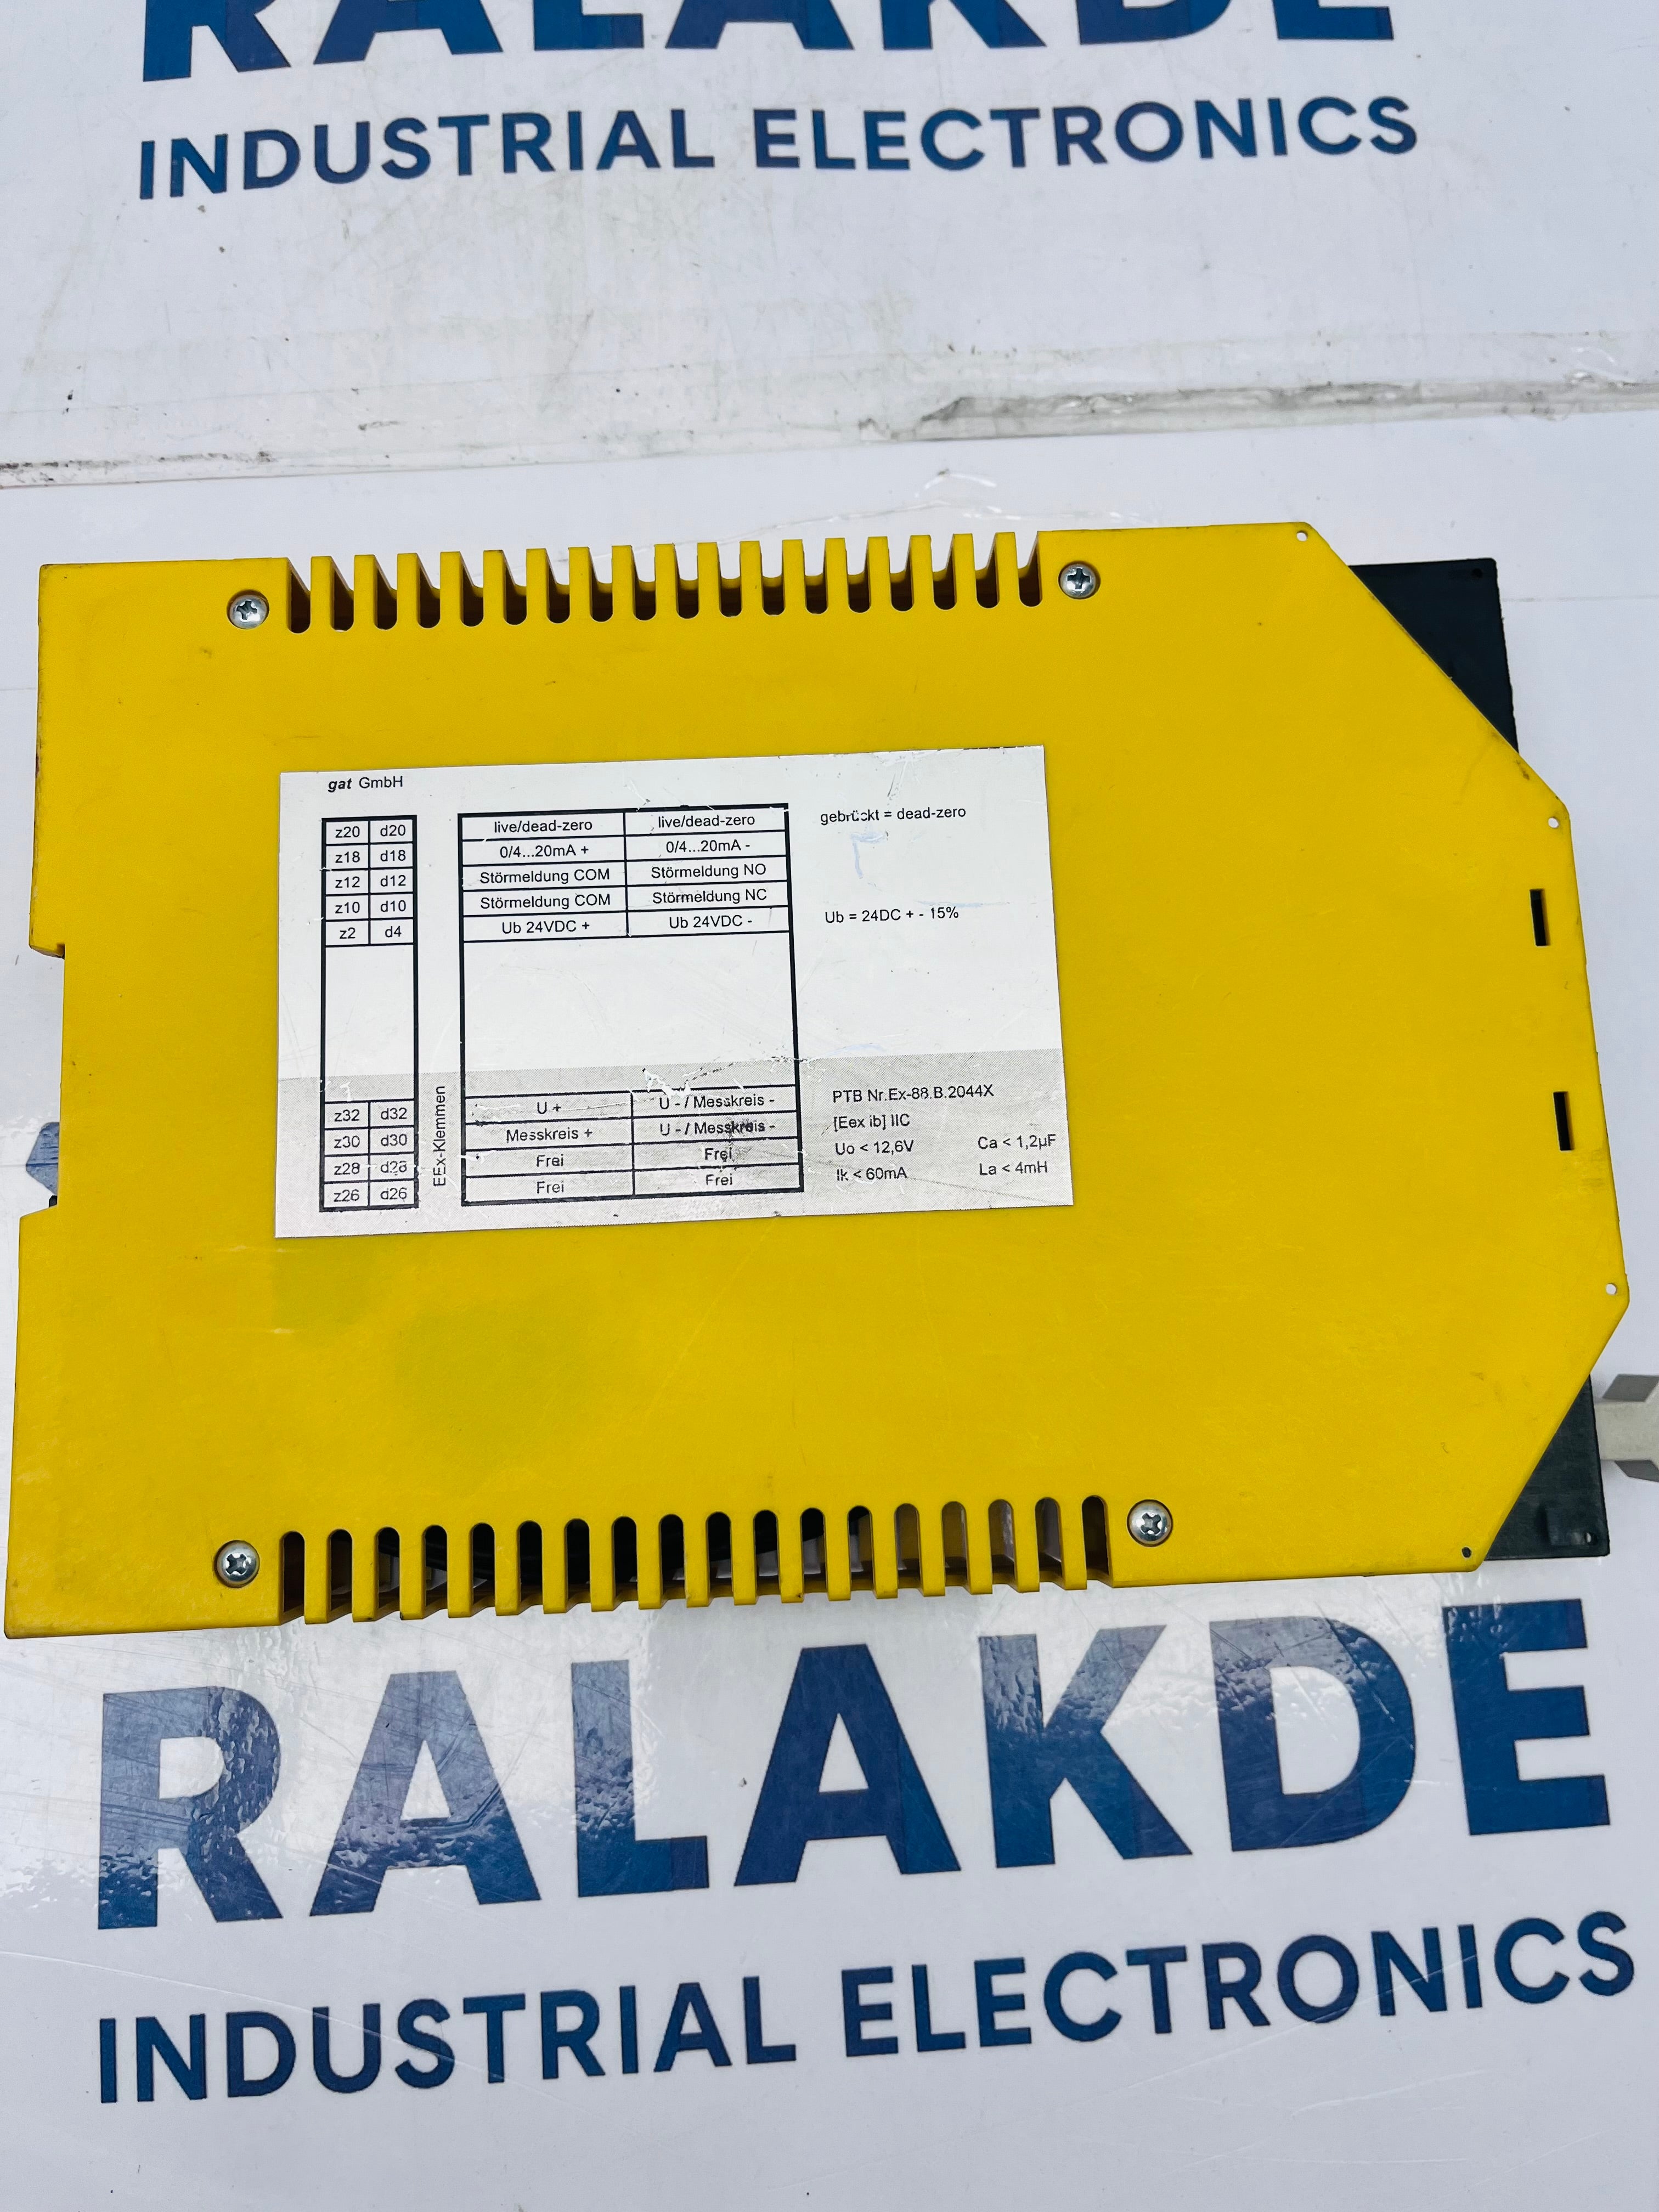 RALAKDE
INDUSTRIAL ELECTRONICS
gat GmbH
z20 d20 live/dead-zero live/dead-zero gebrückt = dead-zero
z18 d18 0/4...20mA + 0/4...20mA -
z12 d12 Störmeldung COM Störmeldung NO
z10 d10 Störmeldung COM Störmeldung NC
z2 d4 Ub 24VDC + Ub 24VDC - Ub = 24DC + - 15%
EEx-Klemmen
z32 d32 U + U - / Messkreis - PTB Nr.Ex-88.B.2044X
z30 d30 Messkreis + U - / Messkreis - [Eex ib] IIC
z28 d28 Frei Frei Uo < 12,6V Ca < 1,2µF
z26 d26 Frei Frei Ik < 60mA La < 4mH
RALAKDE
INDUSTRIAL ELECTRONICS